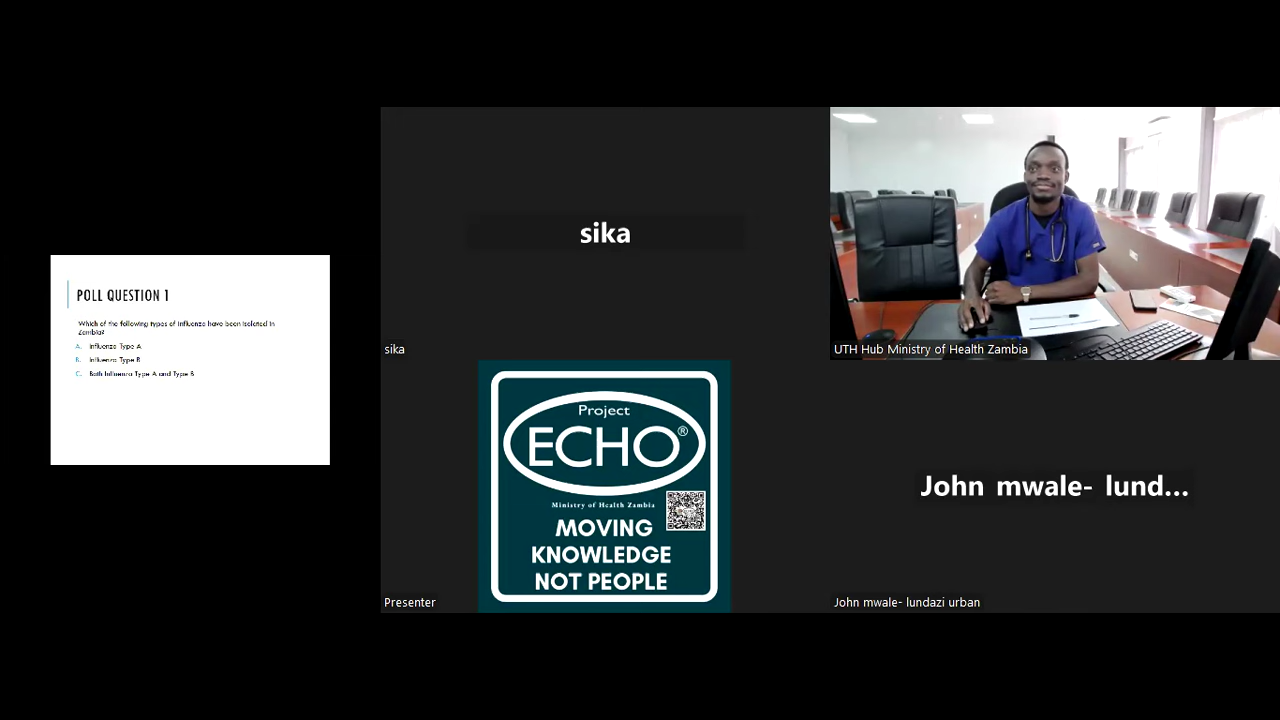 POLL QUESTION 1
Which of the following types of Influenza have been isolated in
Zambia?
A. Influenza Type A
B. Influenza Type B
C. Both Influenza Type A and Type B
sika
sika
UTH Hub Ministry of Health Zambia
Project
ECHO®
Ministry of Health Zambia
MOVING
KNOWLEDGE
NOT PEOPLE
Presenter
John mwale- lund...
John mwale- lundazi urban